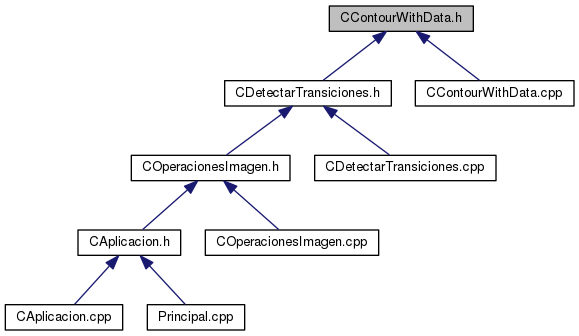 CContourWithData.h
CDetectarTransiciones.h
CContourWithData.cpp
COperacionesImagen.h
CDetectarTransiciones.cpp
CAplicacion.h
COperacionesImagen.cpp
CAplicacion.cpp
Principal.cpp